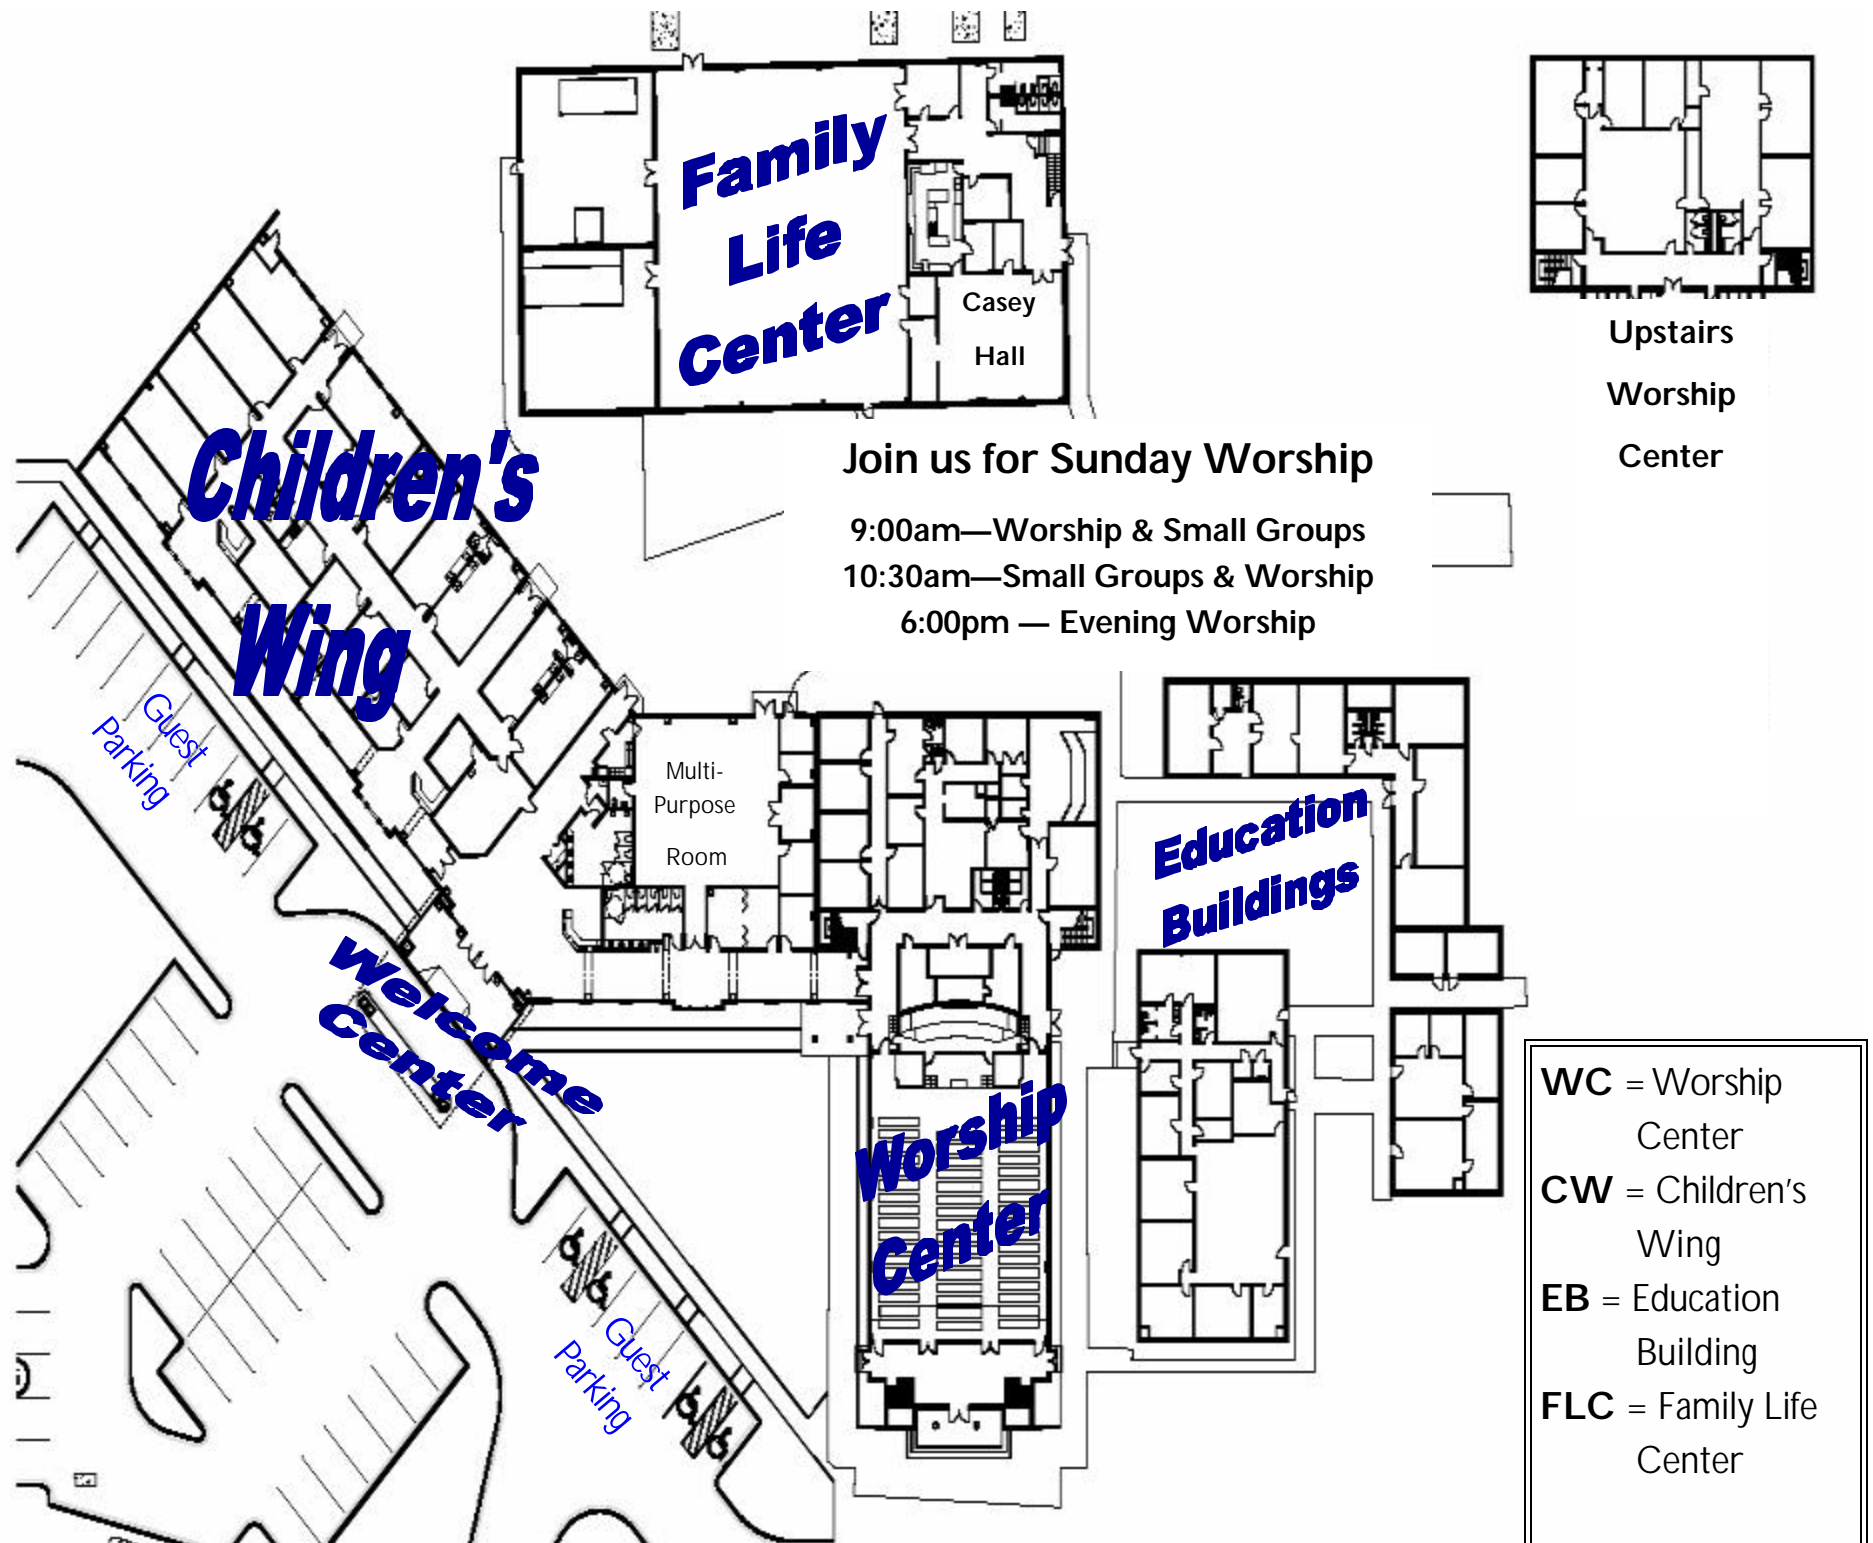 Family
Life
Center
Casey
Hall
Upstairs
Worship
Center
Children's
Wing
Join us for Sunday Worship
9:00am—Worship & Small Groups
10:30am—Small Groups & Worship
6:00pm — Evening Worship
Guest
Parking
Multi-
Purpose
Room
Education
Buildings
Welcome
Center
Worship
Center
Guest
Parking
WC = Worship
Center
CW = Children's
Wing
EB = Education
Building
FLC = Family Life
Center